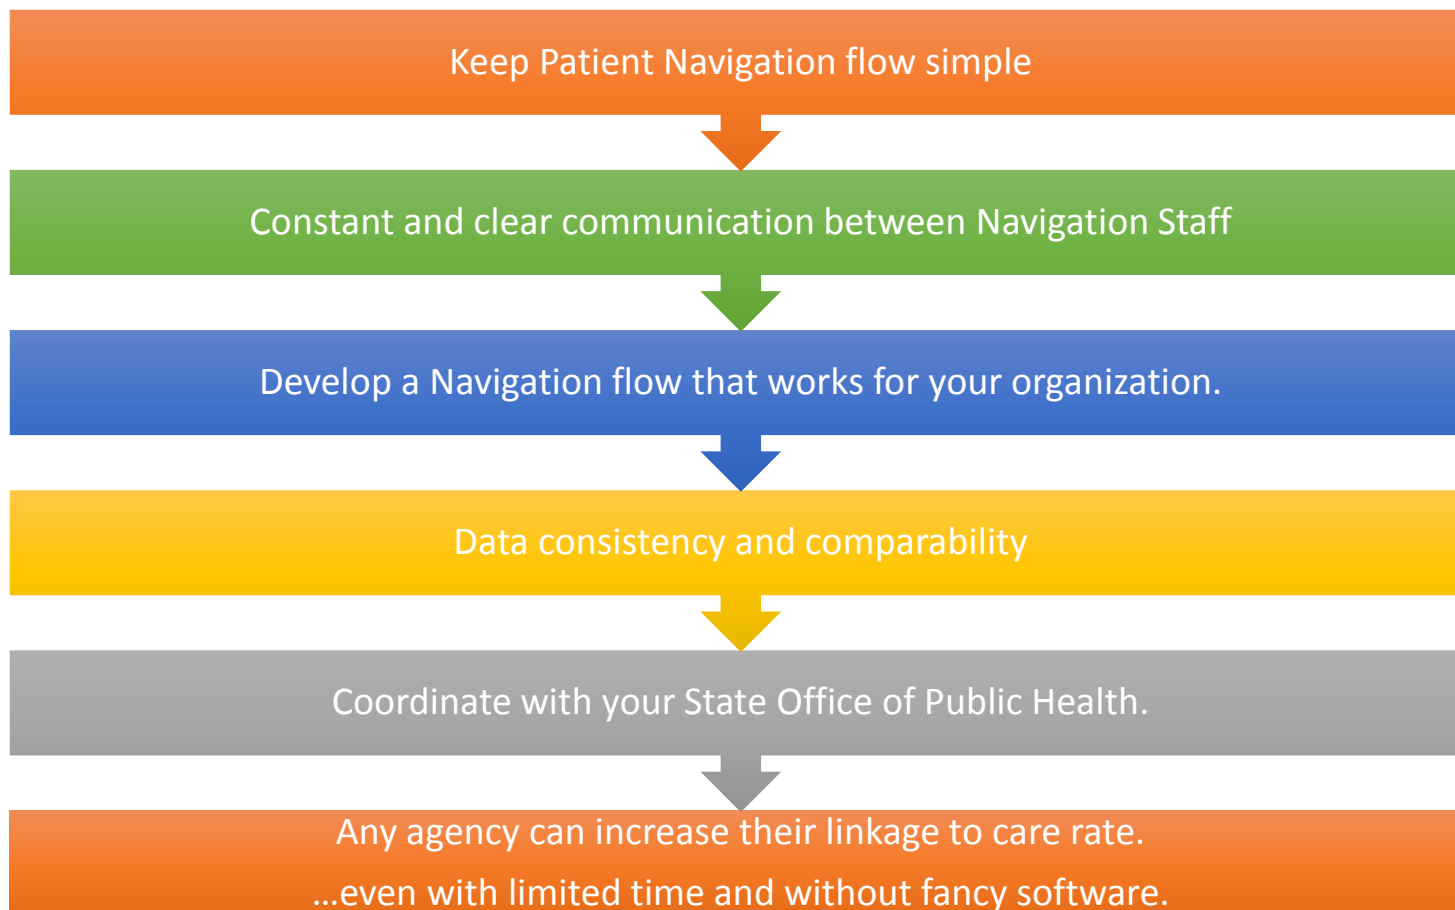 Keep Patient Navigation flow simple
Constant and clear communication between Navigation Staff
Develop a Navigation flow that works for your organization.
Data consistency and comparability
Coordinate with your State Office of Public Health.
Any agency can increase their linkage to care rate.
...even with limited time and without fancy software.